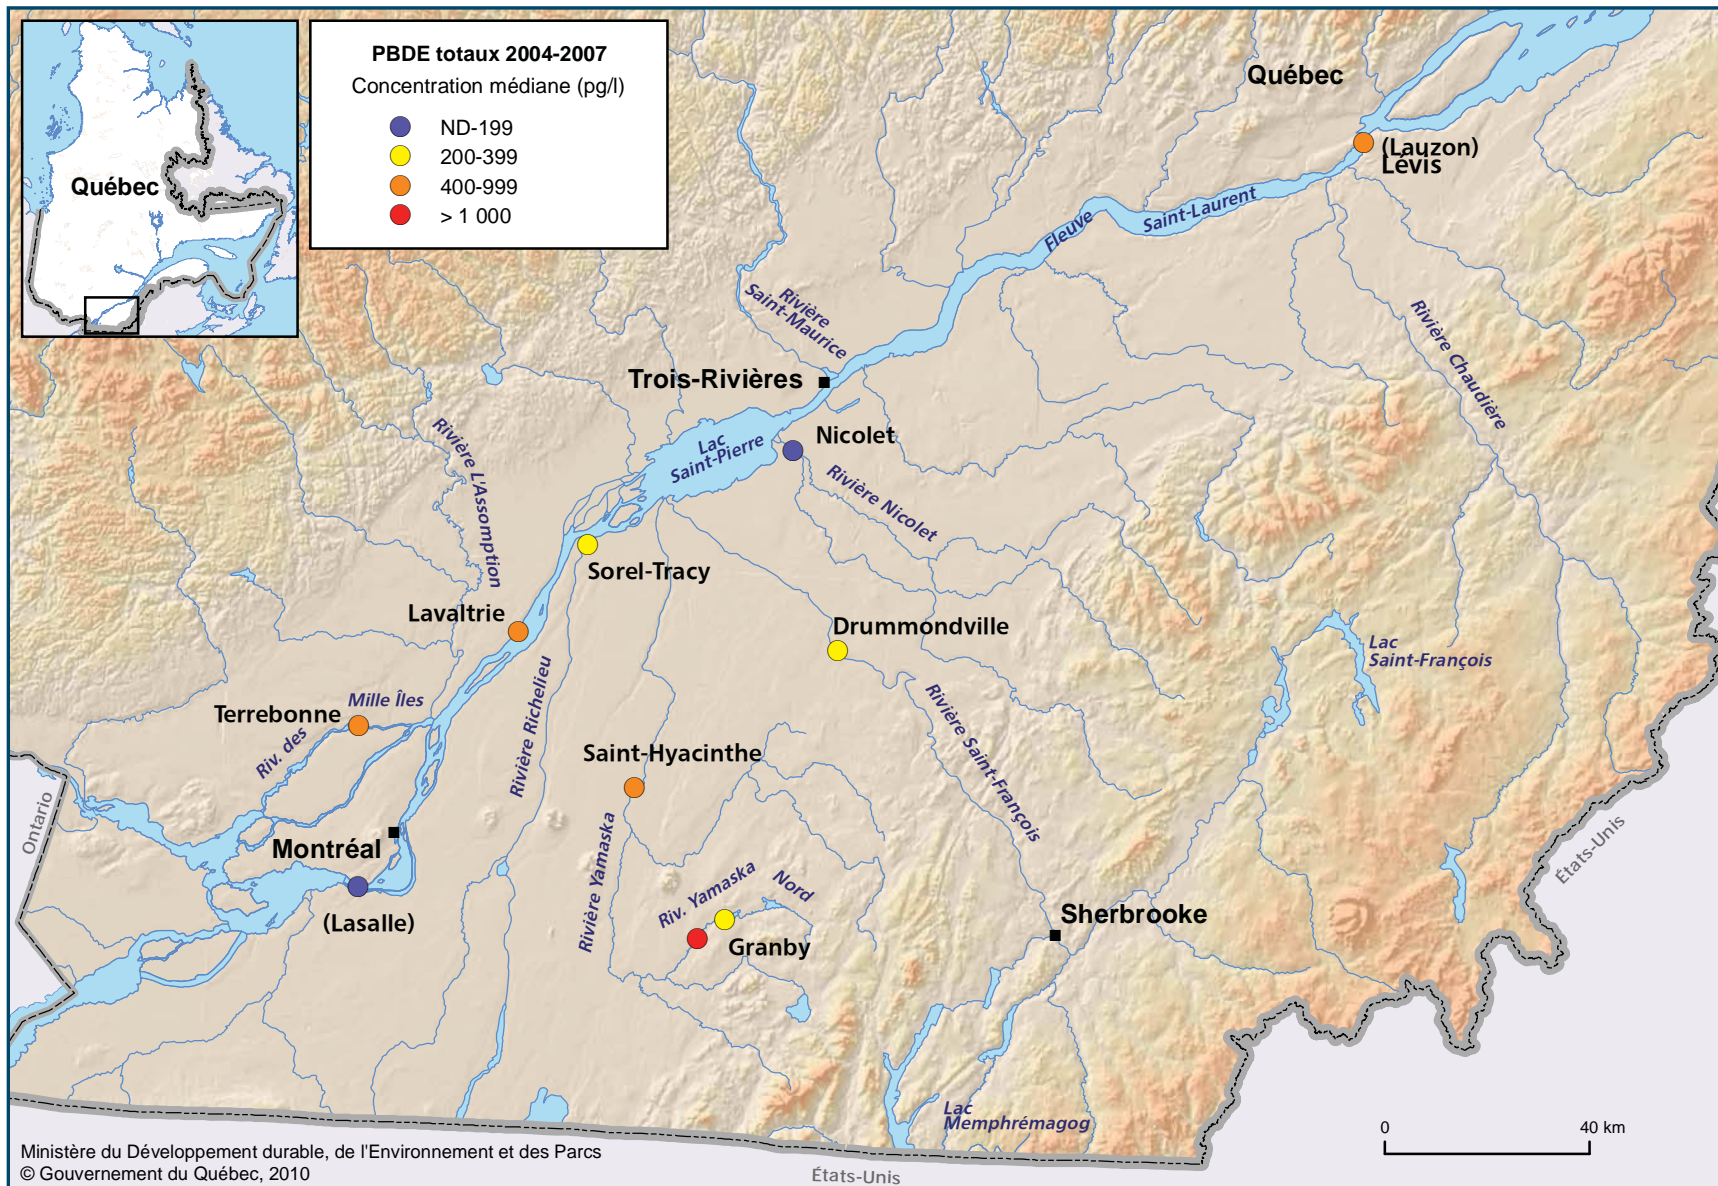 Québec
PBDE totaux 2004-2007
Concentration médiane (pg/l)
ND-199
200-399
400-999
> 1 000
Québec
(Lauzon)
Lévis
Fleuve Saint-Laurent
Rivière
Saint-Maurice
Rivière Chaudière
Trois-Rivières
Nicolet
Lac
Saint-Pierre
Rivière Nicolet
Rivière L'Assomption
Sorel-Tracy
Lavaltrie
Drummondville
Lac
Saint-François
Mille Îles
Terrebonne
Riv. des
Rivière Richelieu
Rivière Saint-François
Saint-Hyacinthe
Ontario
Montréal
Rivière Yamaska
États-Unis
Riv. Yamaska Nord
(Lasalle)
Granby
Sherbrooke
Lac
Memphrémagog
0 40 km
Ministère du Développement durable, de l'Environnement et des Parcs
© Gouvernement du Québec, 2010
États-Unis